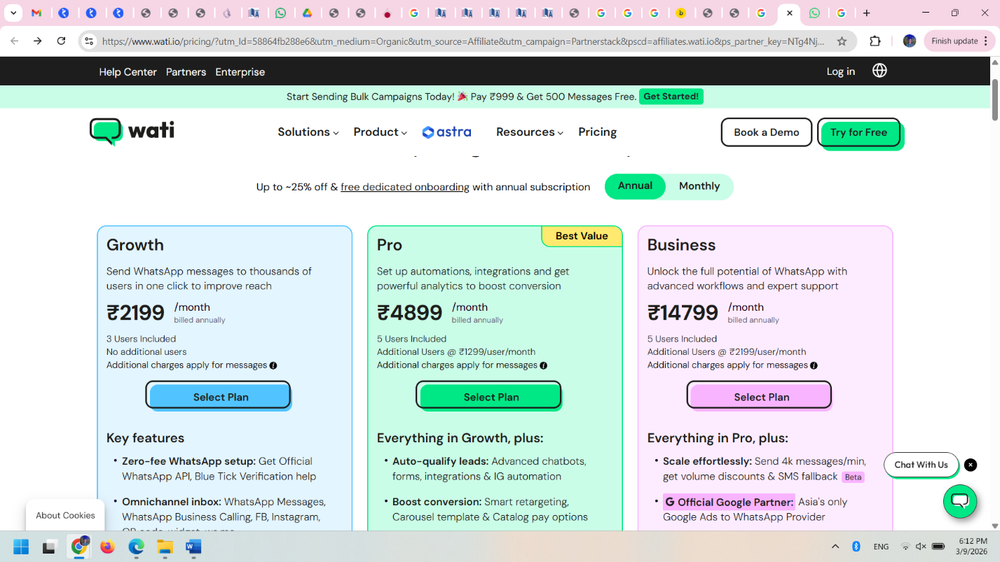 Finish update
https://www.wati.io/pricing/?utm_Id=58864fb288e6&utm_medium=Organic&utm_source=Affiliate&utm_campaign=Partnerstack&pscd=affiliates.wati.io&ps_partner_key=NTg4Nj...
Help Center Partners Enterprise Log in
Start Sending Bulk Campaigns Today! 🎉 Pay ₹999 & Get 500 Messages Free. Get Started!
wati Solutions Product astra Resources Pricing Book a Demo Try for Free
Up to ~25% off & free dedicated onboarding with annual subscription Annual Monthly
Growth
Send WhatsApp messages to thousands of
users in one click to improve reach
₹2199 /month
billed annually
3 Users Included
No additional users
Additional charges apply for messages
Select Plan
Key features
• Zero-fee WhatsApp setup: Get Official
WhatsApp API, Blue Tick Verification help
• Omnichannel inbox: WhatsApp Messages,
WhatsApp Business Calling, FB, Instagram,
Best Value
Pro
Set up automations, integrations and get
powerful analytics to boost conversion
₹4899 /month
billed annually
5 Users Included
Additional Users @ ₹1299/user/month
Additional charges apply for messages
Select Plan
Everything in Growth, plus:
• Auto-qualify leads: Advanced chatbots,
forms, integrations & IG automation
• Boost conversion: Smart retargeting,
Carousel template & Catalog pay options
Business
Unlock the full potential of WhatsApp with
advanced workflows and expert support
₹14799 /month
billed annually
5 Users Included
Additional Users @ ₹2199/user/month
Additional charges apply for messages
Select Plan
Everything in Pro, plus:
• Scale effortlessly: Send 4k messages/min,
get volume discounts & SMS fallback Beta
• Official Google Partner: Asia's only
Google Ads to WhatsApp Provider
Chat With Us
About Cookies
ENG
6:12 PM
3/9/2026